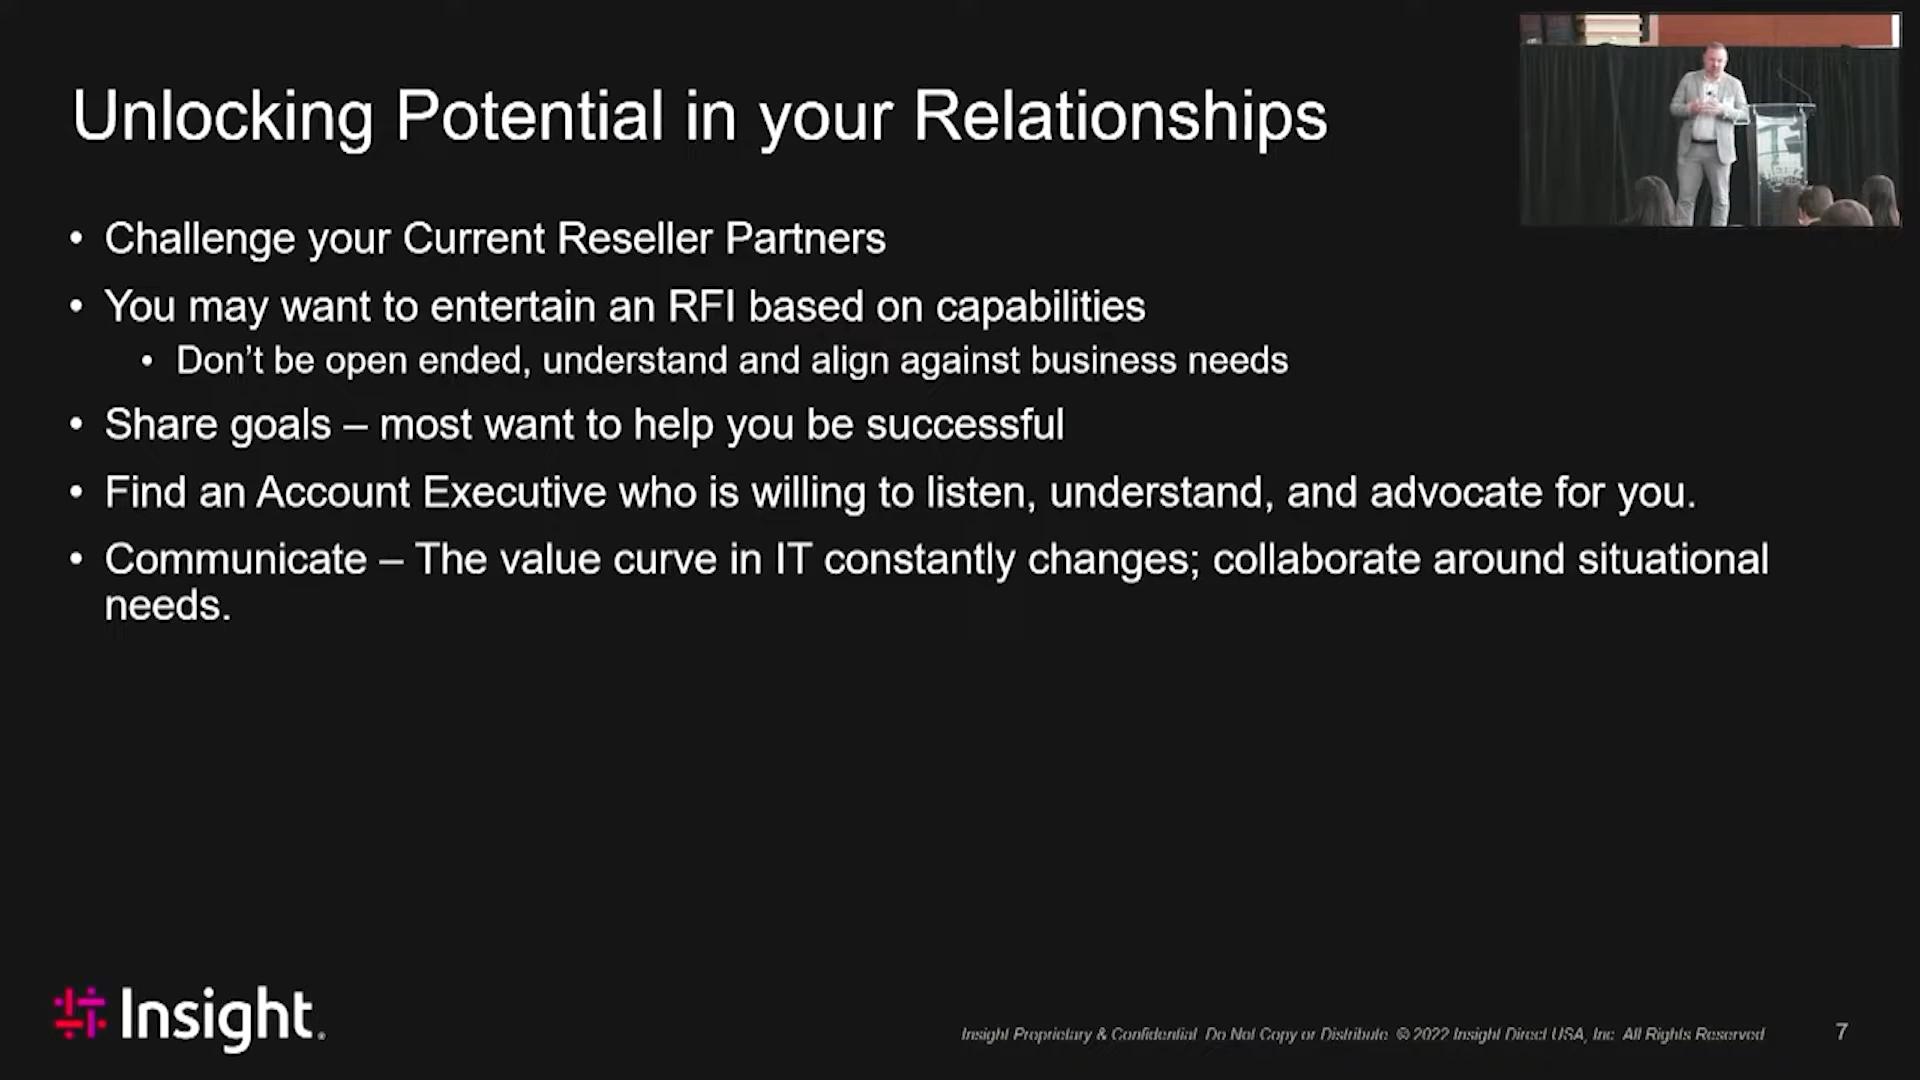 Unlocking Potential in your Relationships
• Challenge your Current Reseller Partners
• You may want to entertain an RFI based on capabilities
• Don’t be open ended, understand and align against business needs
• Share goals – most want to help you be successful
• Find an Account Executive who is willing to listen, understand, and advocate for you.
• Communicate – The value curve in IT constantly changes; collaborate around situational
needs.
Insight.
Insight Proprietary & Confidential. Do Not Copy or Distribute. © 2022 Insight Direct USA, Inc. All Rights Reserved
7